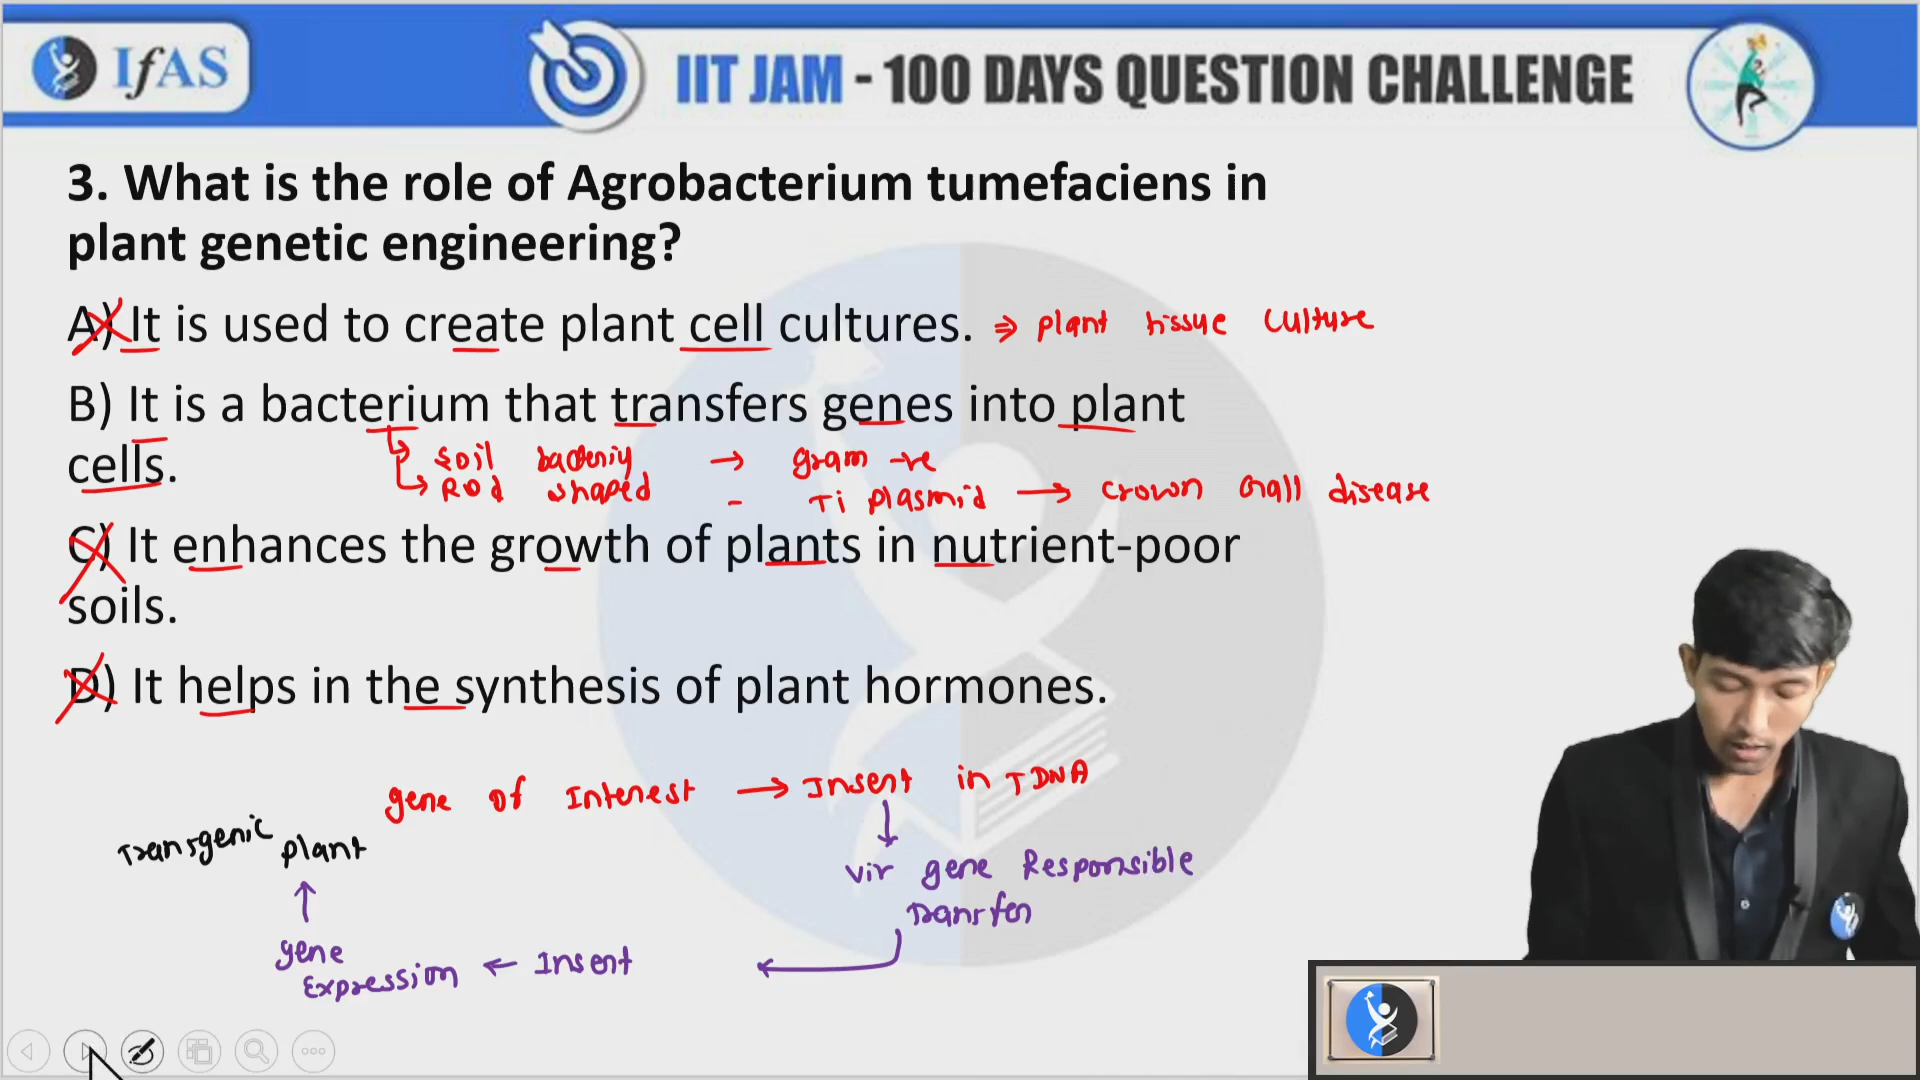 IfAS
IIT JAM - 100 DAYS QUESTION CHALLENGE
3. What is the role of Agrobacterium tumefaciens in
plant genetic engineering?
A) It is used to create plant cell cultures. ⇒ plant tissue culture
B) It is a bacterium that transfers genes into plant
cells.
soil bacteria → gram -ve
Rod shaped - Ti plasmid → crown gall disease
C) It enhances the growth of plants in nutrient-poor
soils.
D) It helps in the synthesis of plant hormones.
gene of Interest → Insert in TDNA
Transgenic plant
vir gene Responsible
Transfer
gene
Expression ← Insert